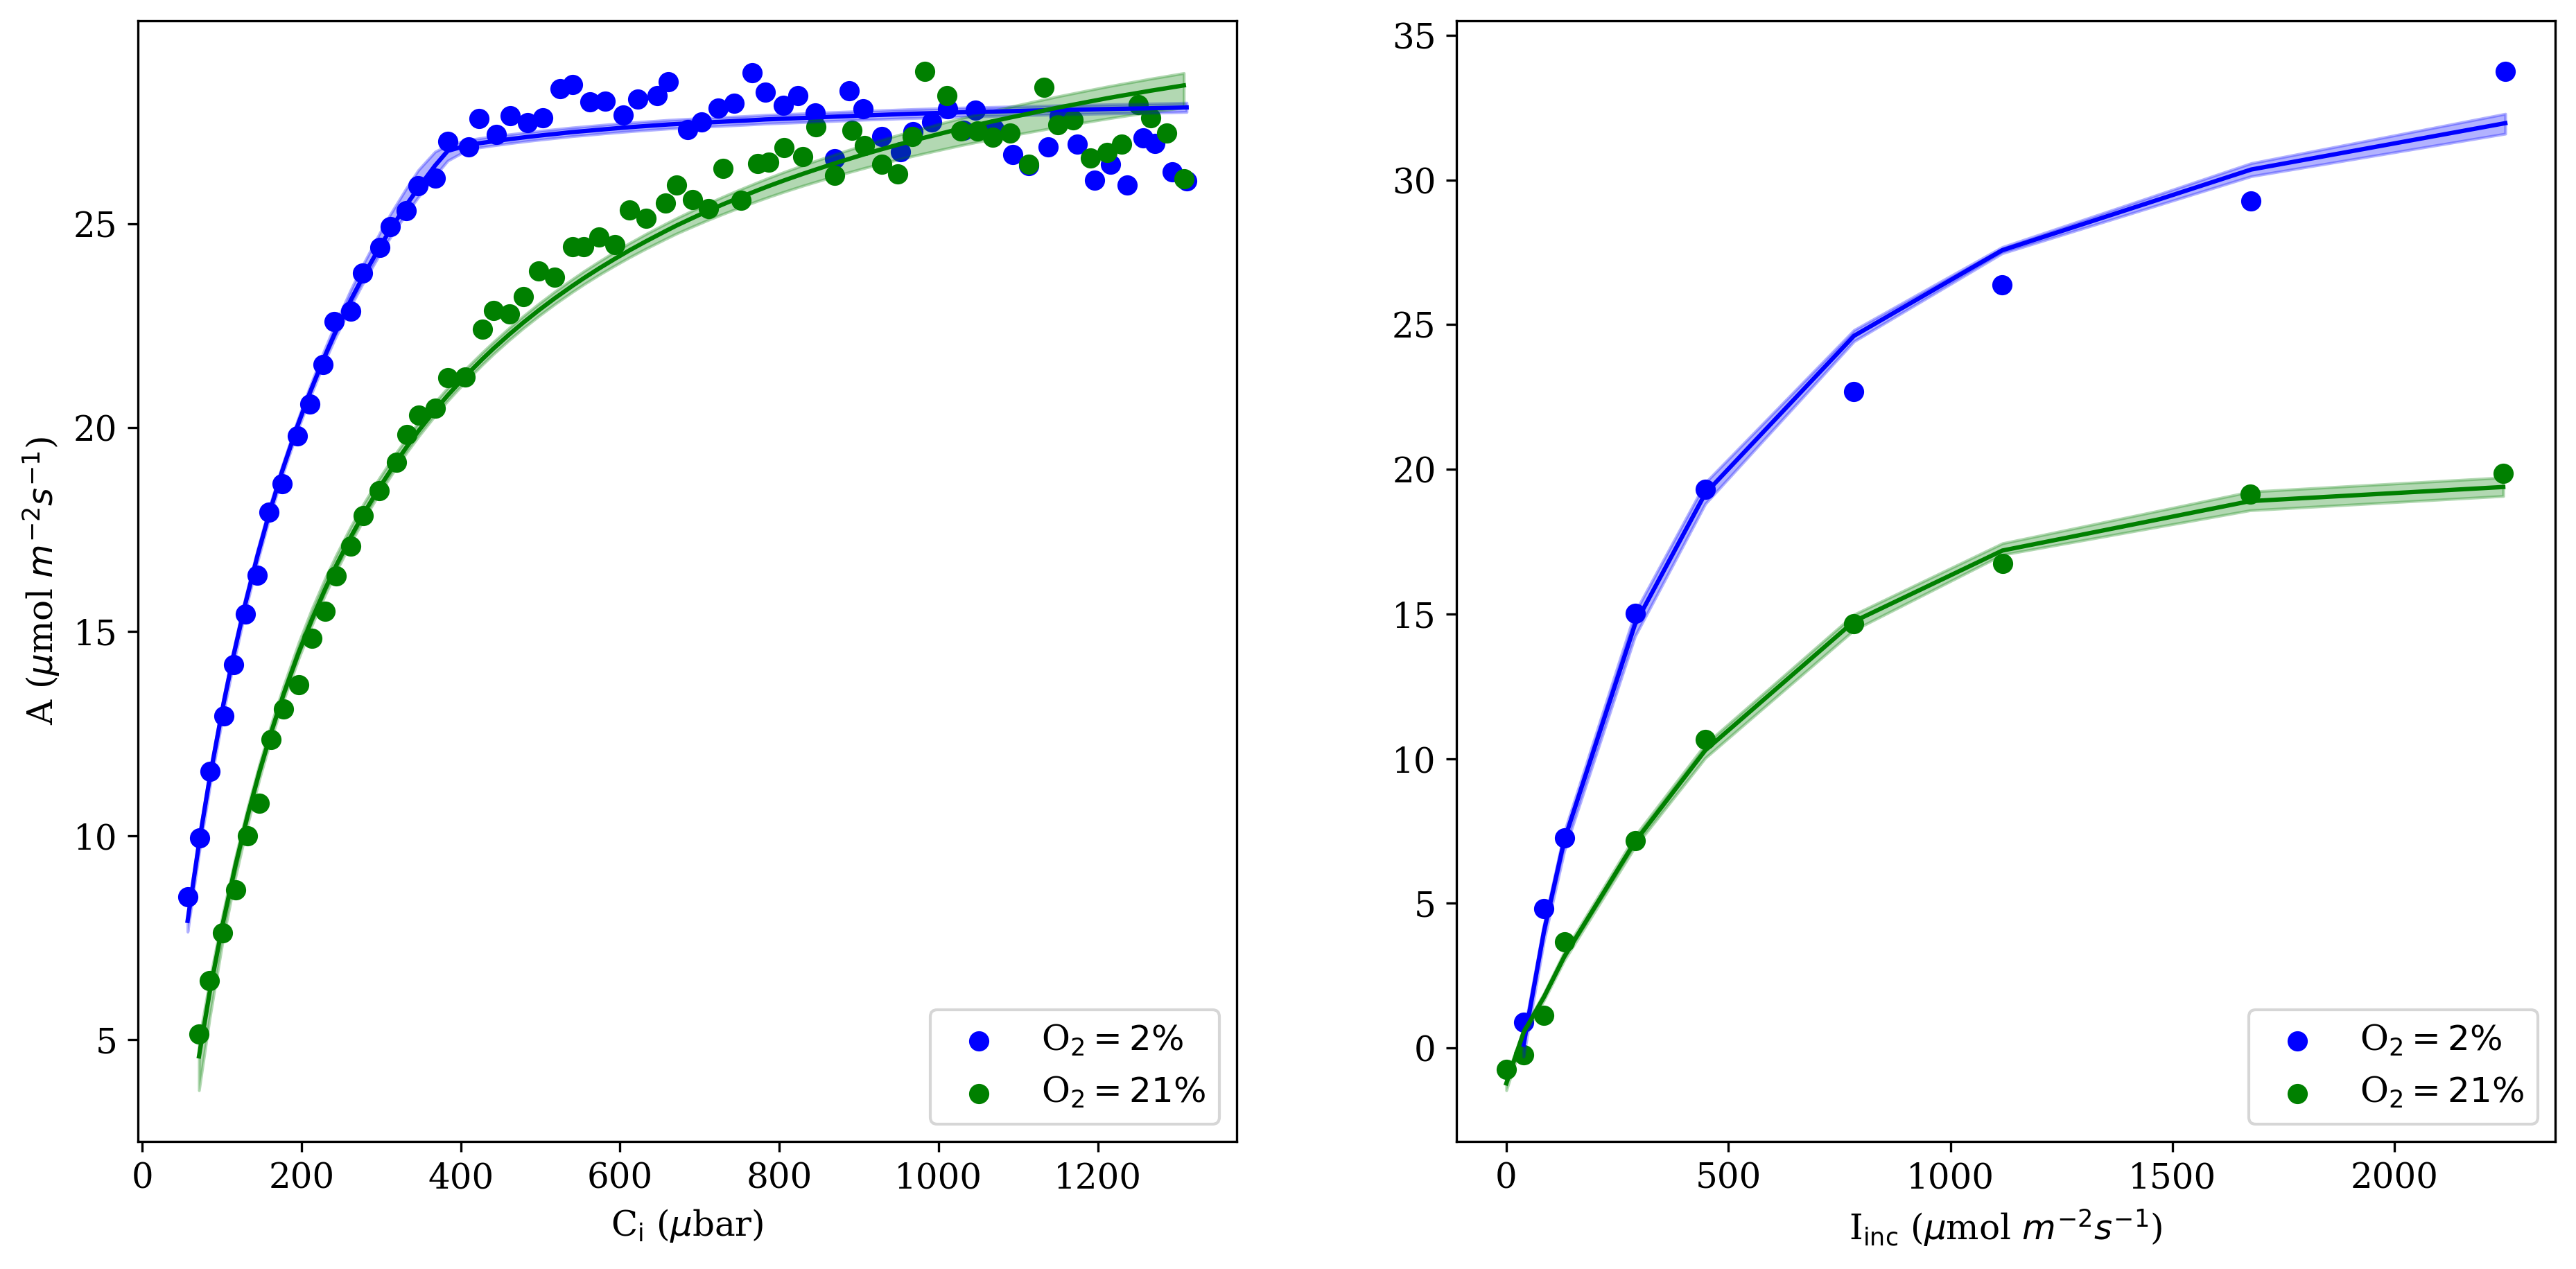 A (μmol m⁻²s⁻¹)
25
20
15
10
5
0 200 400 600 800 1000 1200
Cᵢ (μbar)
O₂ = 2%
O₂ = 21%
35
30
25
20
15
10
5
0
0 500 1000 1500 2000
I_inc (μmol m⁻²s⁻¹)
O₂ = 2%
O₂ = 21%